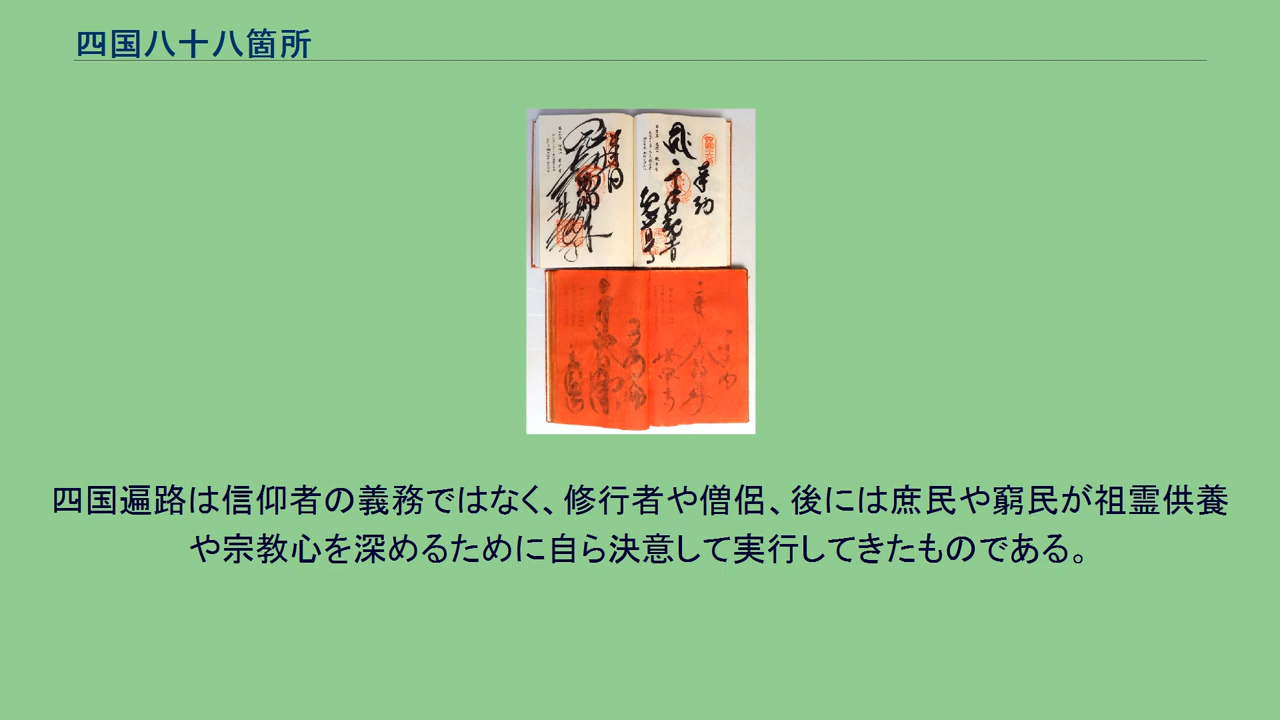 四国八十八箇所
奉納
四国遍路は信仰者の義務ではなく、修行者や僧侶、後には庶民や窮民が祖霊供養
や宗教心を深めるために自ら決意して実行してきたものである。